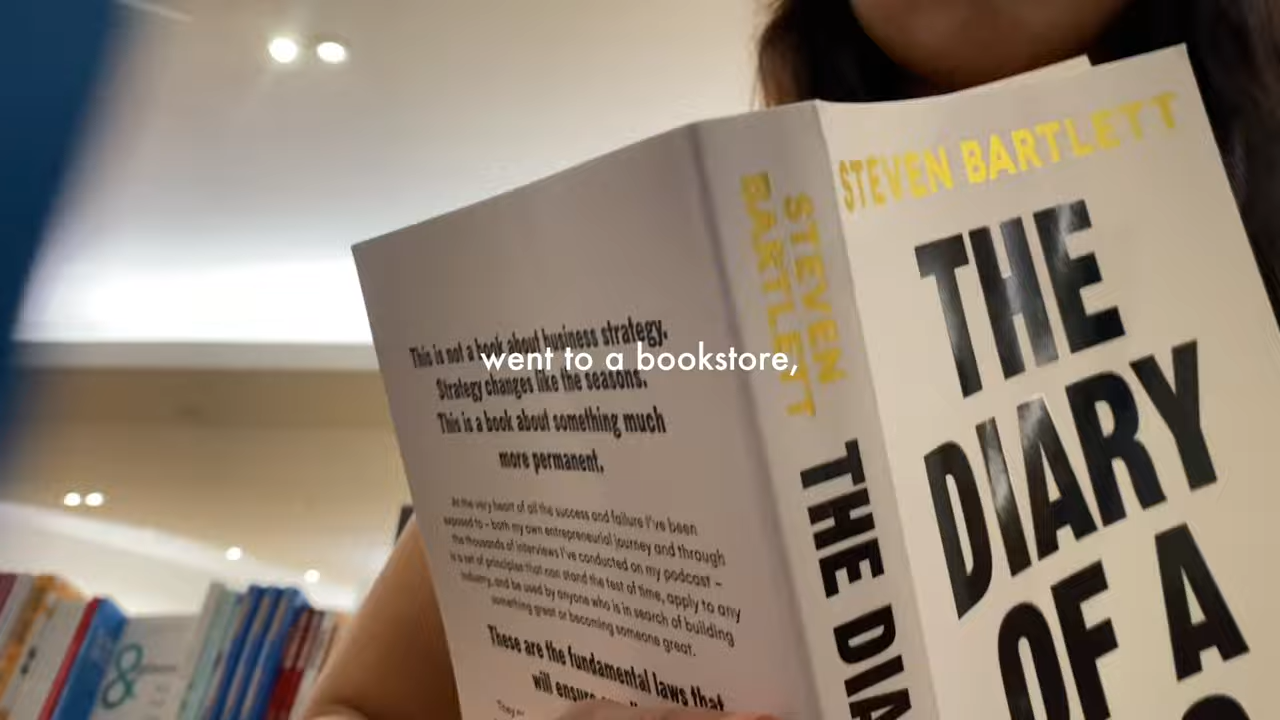 This is not a book about business strategy.
Strategy changes like the seasons.
This is a book about something much
more permanent.
At the very heart of all the success and failure I've been
exposed to – both my own entrepreneurial journey and through
the thousands of interviews I've conducted on my podcast –
is a set of principles that can stand the test of time, apply to any
industry, and be used by anyone who is in search of building
something great or becoming someone great.
These are the fundamental laws that
will ensure
They
STEVEN
BARTLETT
THE DIA
STEVEN BARTLETT
THE
DIARY
OF A
went to a bookstore,
8